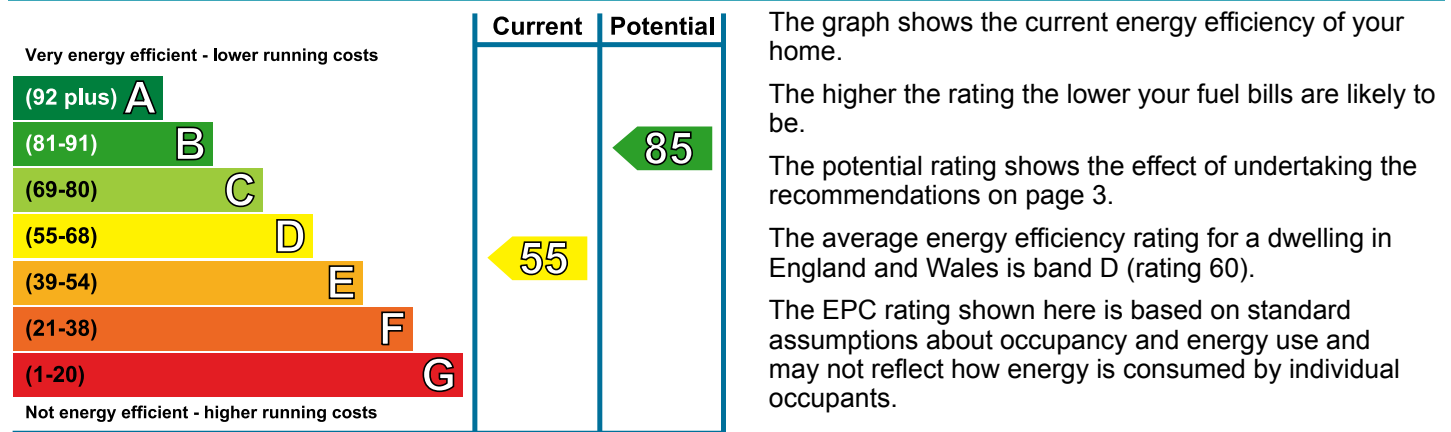 Current Potential
Very energy efficient - lower running costs
(92 plus) A
(81-91) B
85
(69-80) C
(55-68) D
55
(39-54) E
(21-38) F
(1-20) G
Not energy efficient - higher running costs
The graph shows the current energy efficiency of your
home.
The higher the rating the lower your fuel bills are likely to
be.
The potential rating shows the effect of undertaking the
recommendations on page 3.
The average energy efficiency rating for a dwelling in
England and Wales is band D (rating 60).
The EPC rating shown here is based on standard
assumptions about occupancy and energy use and
may not reflect how energy is consumed by individual
occupants.